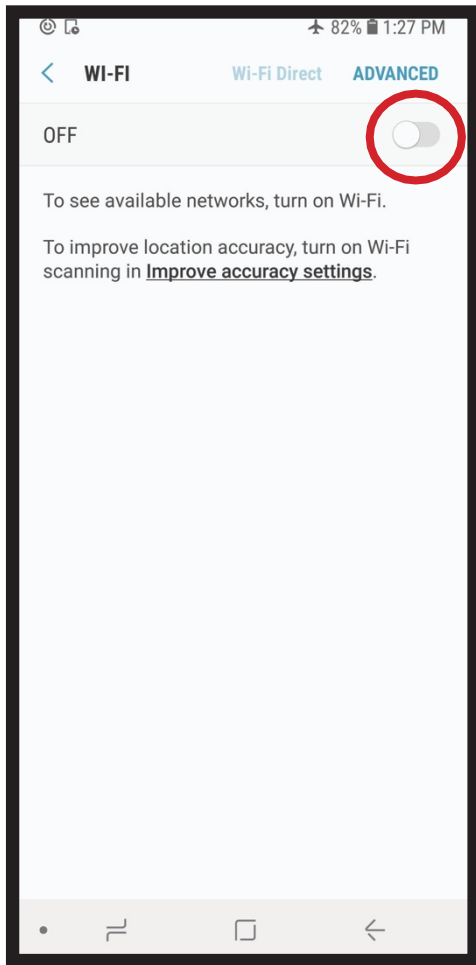 82% 1:27 PM
WI-FI Wi-Fi Direct ADVANCED
OFF
To see available networks, turn on Wi-Fi.
To improve location accuracy, turn on Wi-Fi
scanning in Improve accuracy settings.